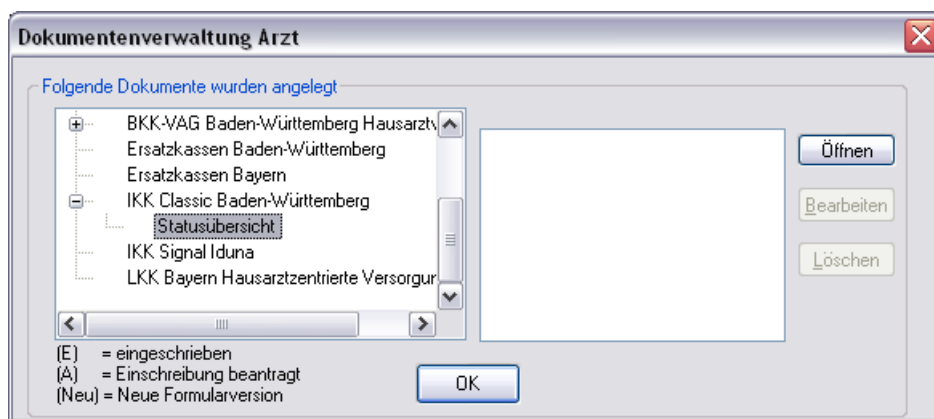 Dokumentenverwaltung Arzt
Folgende Dokumente wurden angelegt
BKK-VAG Baden-Württemberg Hausarztv
Ersatzkassen Baden-Württemberg
Ersatzkassen Bayern
IKK Classic Baden-Württemberg
Statusübersicht
IKK Signal Iduna
LKK Bayern Hausarztzentrierte Versorgun
Öffnen
Bearbeiten
Löschen
(E) = eingeschrieben
(A) = Einschreibung beantragt
(Neu) = Neue Formularversion
OK